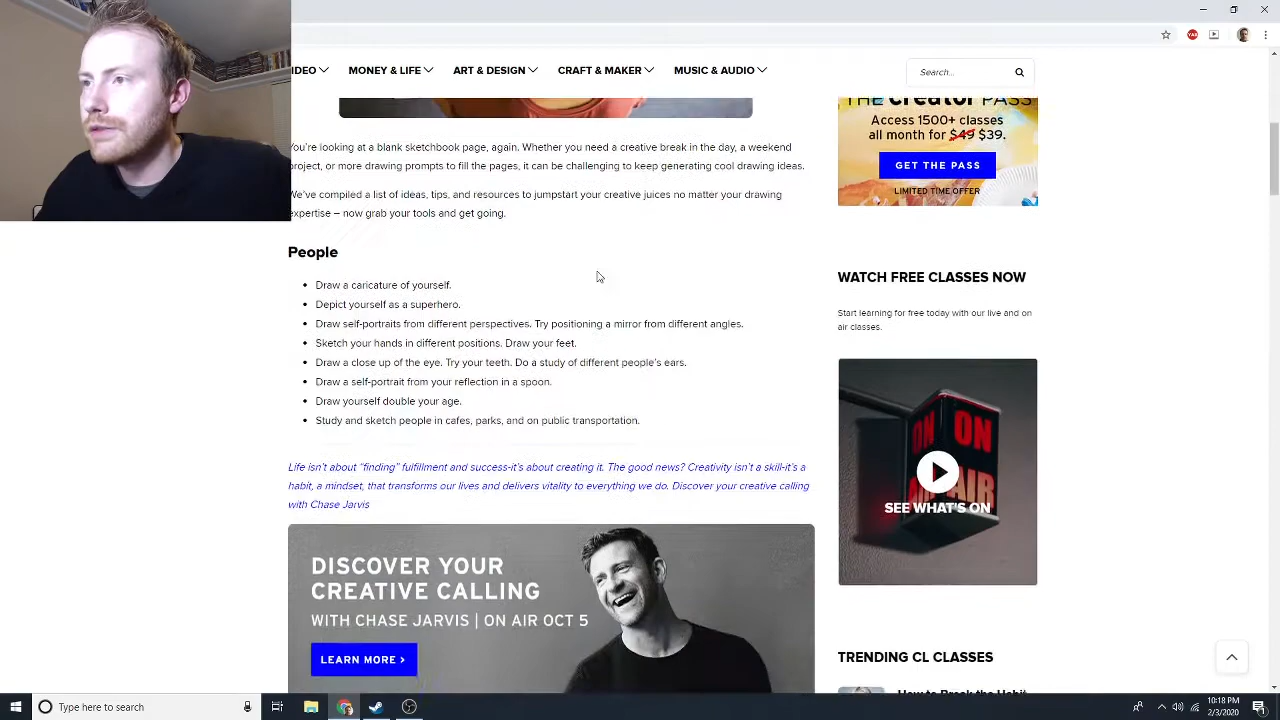 IDEO
MONEY & LIFE
ART & DESIGN
CRAFT & MAKER
MUSIC & AUDIO
Search...
THE creator PASS
Access 1500+ classes
all month for $49 $39.
GET THE PASS
LIMITED TIME OFFER
You're looking at a blank sketchbook page, again. Whether you need a creative break in the day, a weekend
project, or more drawing prompts to fill the pages, it can be challenging to keep generating cool drawing ideas.
We've compiled a list of ideas, tips, and resources to jumpstart your creative juices no matter your drawing
expertise – now grab your tools and get going.
People
Draw a caricature of yourself.
Depict yourself as a superhero.
Draw self-portraits from different perspectives. Try positioning a mirror from different angles.
Sketch your hands in different positions. Draw your feet.
Draw a close up of the eye. Try your teeth. Do a study of different people's ears.
Draw a self-portrait from your reflection in a spoon.
Draw yourself double your age.
Study and sketch people in cafes, parks, and on public transportation.
Life isn't about "finding" fulfillment and success-it's about creating it. The good news? Creativity isn't a skill-it's a
habit, a mindset, that transforms our lives and delivers vitality to everything we do. Discover your creative calling
with Chase Jarvis
DISCOVER YOUR
CREATIVE CALLING
WITH CHASE JARVIS | ON AIR OCT 5
LEARN MORE >
WATCH FREE CLASSES NOW
Start learning for free today with our live and on
air classes.
ON ON
AIR
SEE WHAT'S ON
TRENDING CL CLASSES
How to Break the Habit
Type here to search
10:18 PM
2/3/2020